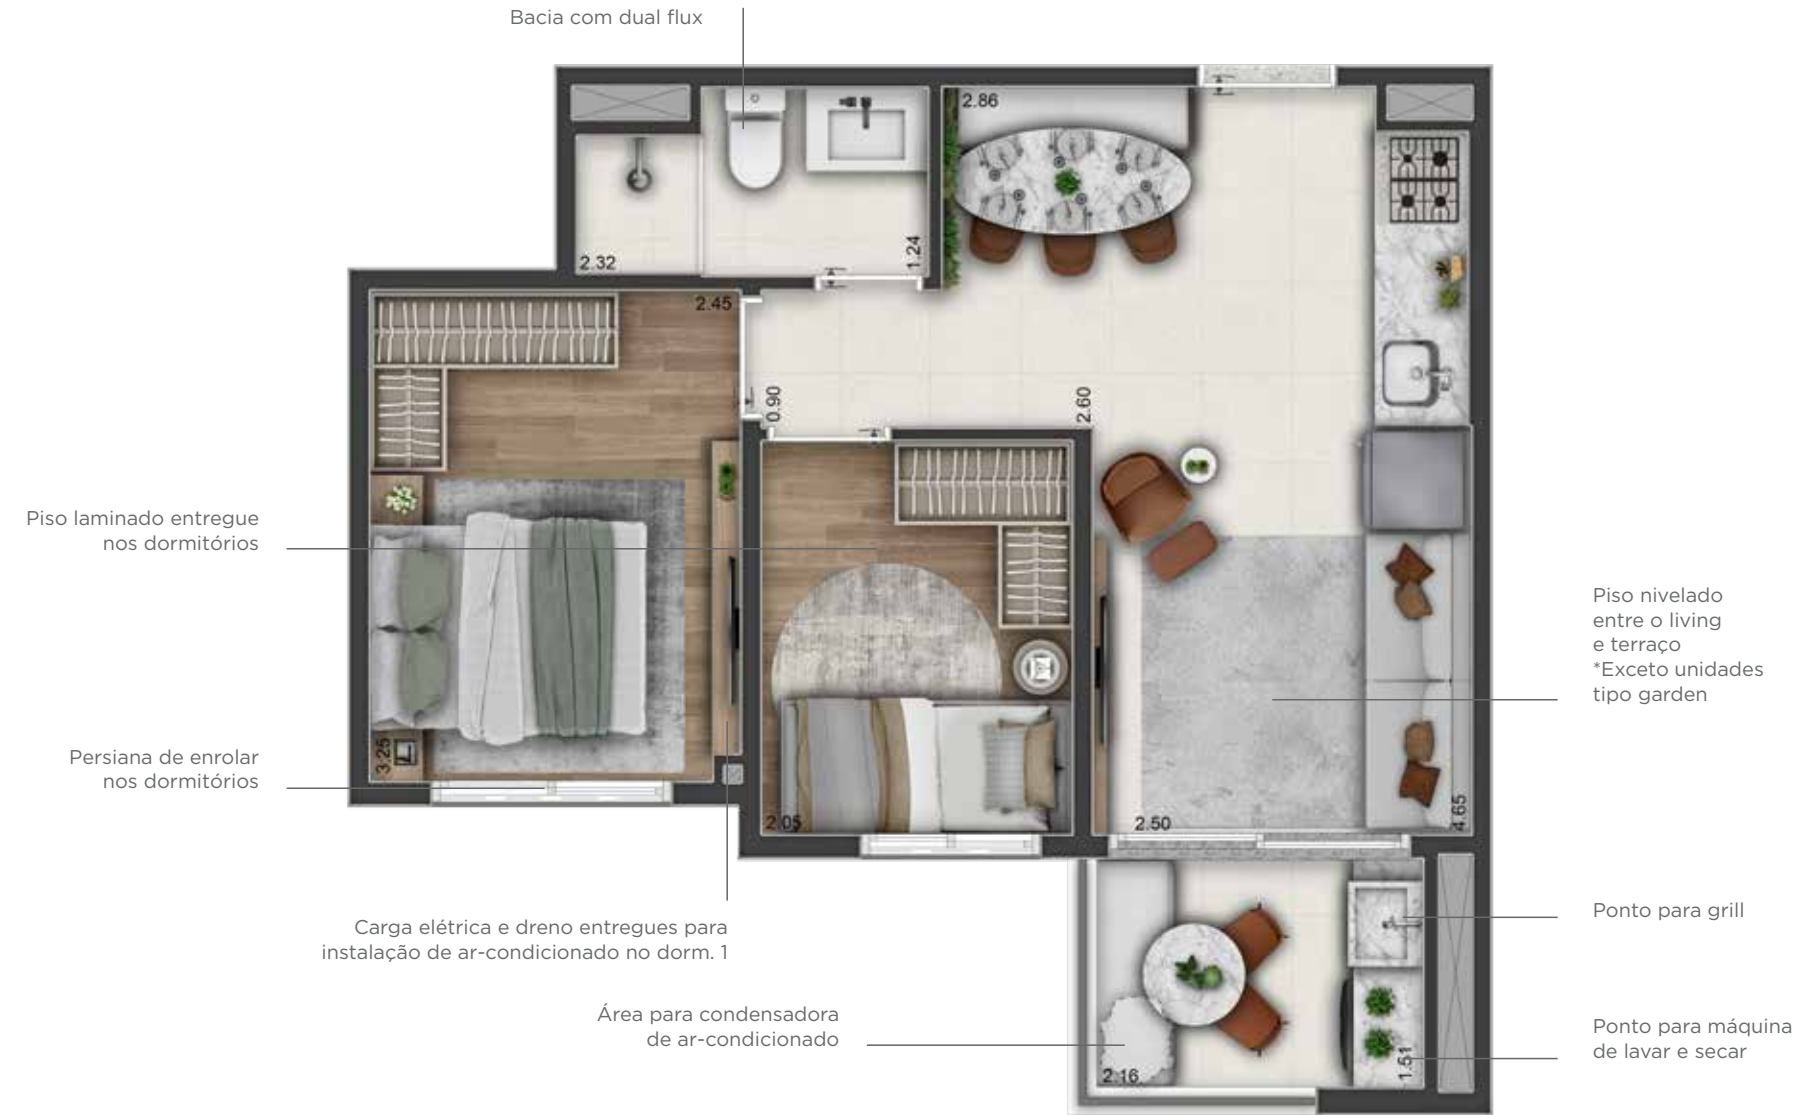 Bacia com dual flux
2.86
2.32
1.24
2.45
0.90
2.60
Piso laminado entregue
nos dormitórios
Piso nivelado
entre o living
e terraço
*Exceto unidades
tipo garden
3.25
Persiana de enrolar
nos dormitórios
2.05
2.50
4.65
Carga elétrica e dreno entregues para
instalação de ar-condicionado no dorm. 1
Ponto para grill
Área para condensadora
de ar-condicionado
2.16
1.51
Ponto para máquina
de lavar e secar